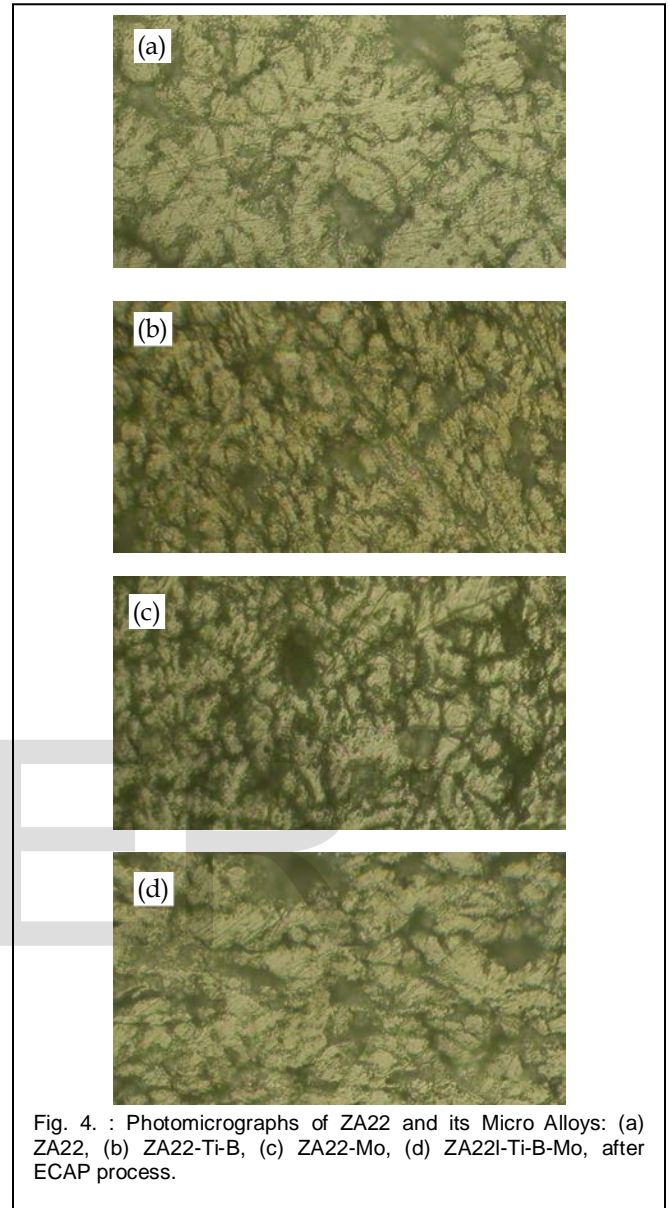 (a)
(b)
(c)
(d)
ER
Fig. 4. : Photomicrographs of ZA22 and its Micro Alloys: (a)
ZA22, (b) ZA22-Ti-B, (c) ZA22-Mo, (d) ZA22l-Ti-B-Mo, after
ECAP process.